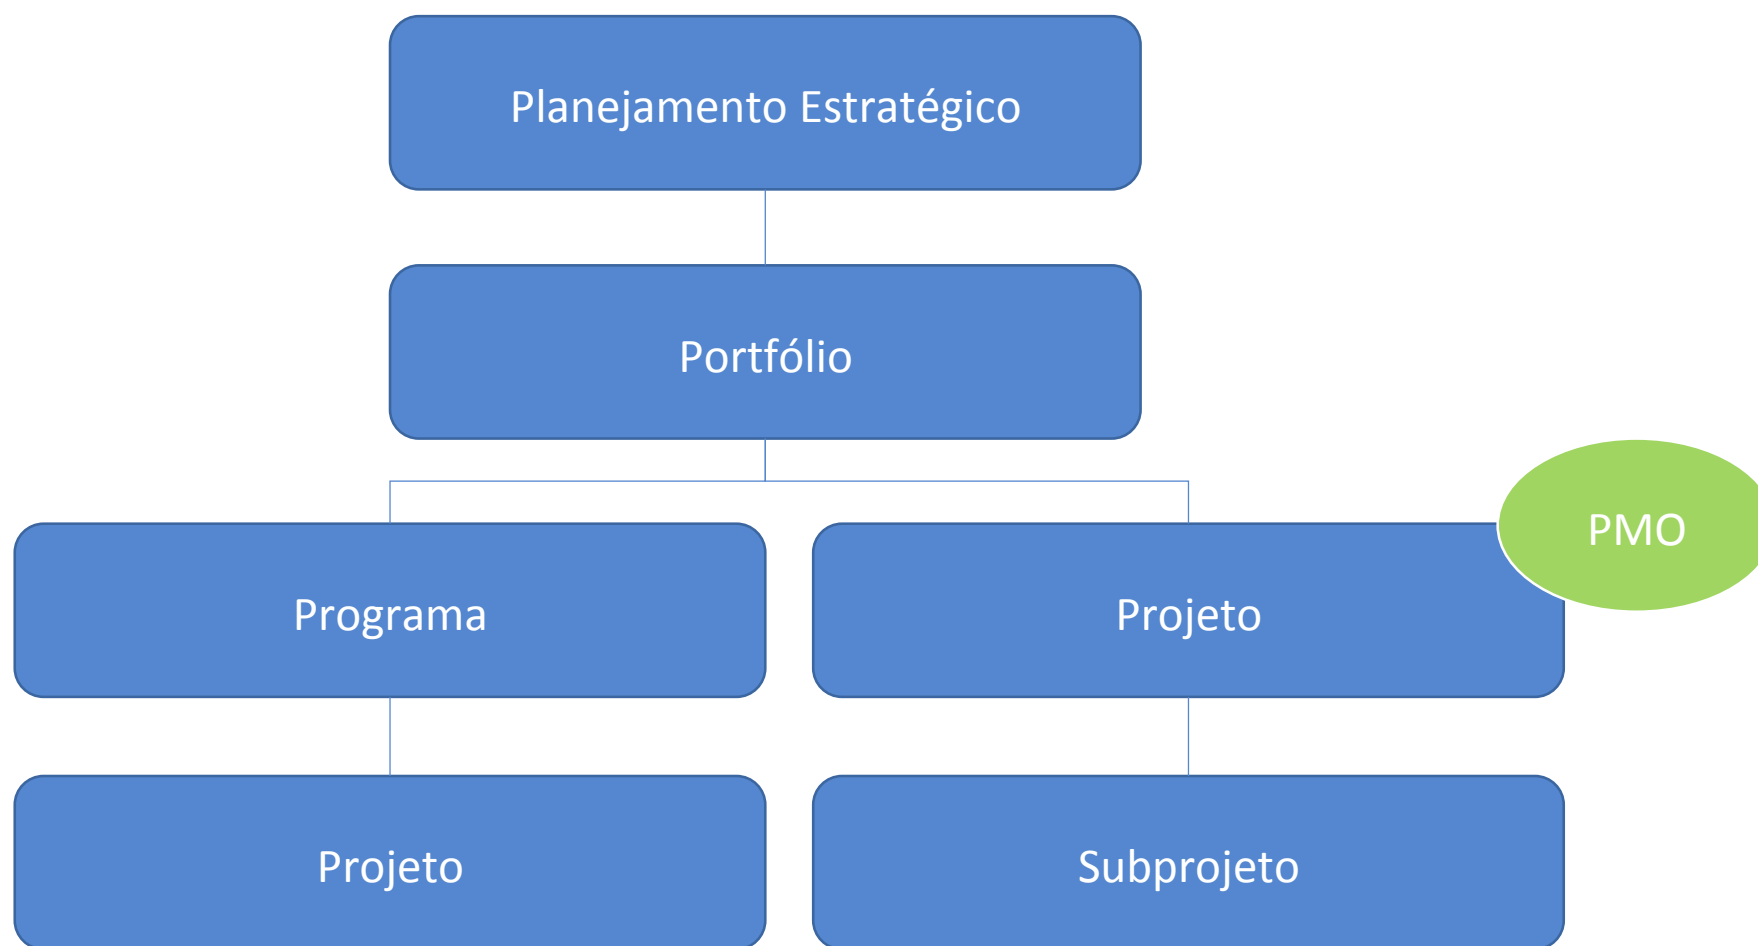 Planejamento Estratégico
Portfólio
PMO
Programa
Projeto
Projeto
Subprojeto